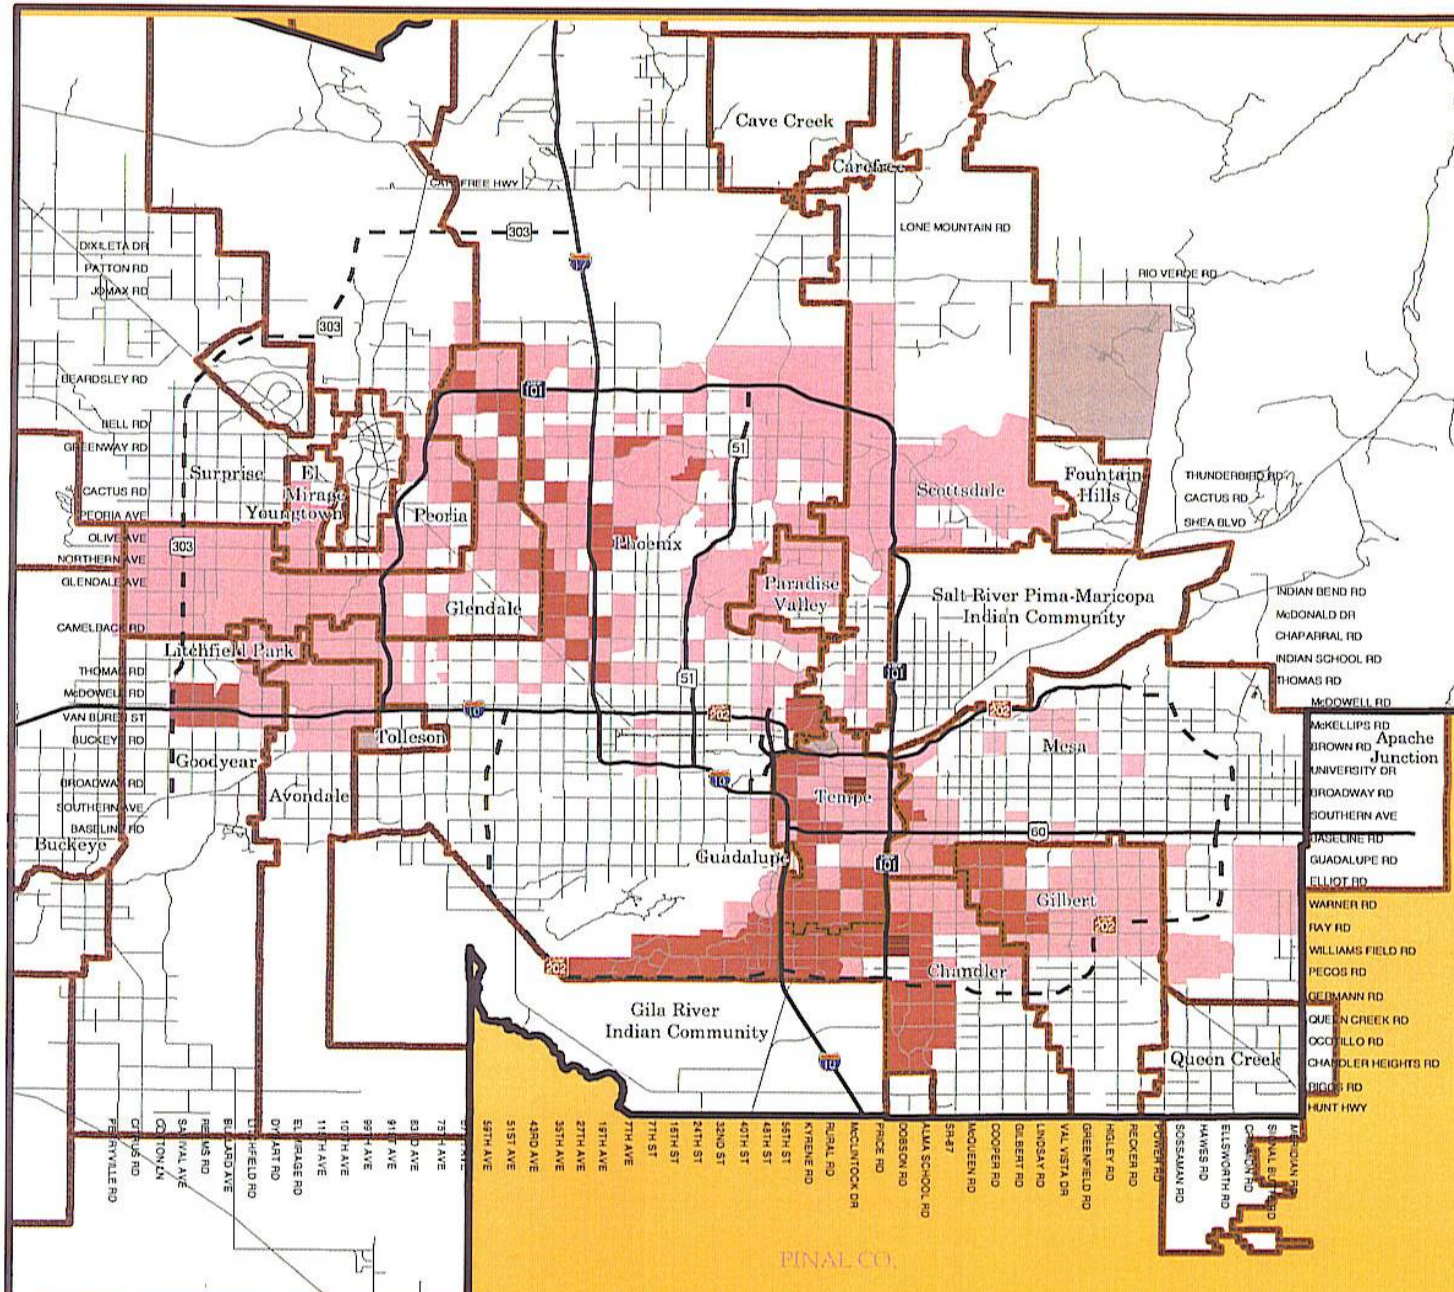 Cave Creek
Carefree
CAREFREE HWY
LONE MOUNTAIN RD
303
DIXILETA DR
17
PATTON RD
RIO VERDE RD
JOMAX RD
303
BEARDSLEY RD
101
BELL RD
GREENWAY RD
51
Surprise
El
Mirage
Fountain
Hills
THUNDERBIRD RD
CACTUS RD
Scottsdale
CACTUS RD
Youngtown
Peoria
PEORIA AVE
SHEA BLVD
OLIVE AVE
303
Phoenix
NORTHERN AVE
GLENDALE AVE
Paradise
Valley
Salt River Pima-Maricopa
Indian Community
INDIAN BEND RD
Glendale
McDONALD DR
CAMELBACK RD
CHAPARRAL RD
Litchfield Park
INDIAN SCHOOL RD
THOMAS RD
51
101
THOMAS RD
McDOWELL RD
McDOWELL RD
10
202
202
VAN BUREN ST
McKELLIPS RD
BUCKEYE RD
Tolleson
Mesa
BROWN RD
Apache
Junction
Goodyear
UNIVERSITY DR
BROADWAY RD
10
BROADWAY RD
Avondale
Tempe
SOUTHERN AVE
SOUTHERN AVE
BASELINE RD
60
BASELINE RD
Buckeye
Guadalupe
101
GUADALUPE RD
ELLIOT RD
Gilbert
WARNER RD
202
RAY RD
WILLIAMS FIELD RD
202
Chandler
PECOS RD
GERMANN RD
Gila River
Indian Community
QUEEN CREEK RD
OCOTILLO RD
10
Queen Creek
CHANDLER HEIGHTS RD
RIGGS RD
HUNT HWY
PERRYVILLE RD
CITRUS RD
COTTON LN
SARIVAL AVE
REEMS RD
BULLARD AVE
LITCHFIELD RD
DYSART RD
EL MIRAGE RD
115TH AVE
107TH AVE
99TH AVE
91ST AVE
83RD AVE
75TH AVE
59TH AVE
51ST AVE
43RD AVE
35TH AVE
27TH AVE
19TH AVE
7TH AVE
7TH ST
16TH ST
24TH ST
32ND ST
40TH ST
48TH ST
56TH ST
KYRENE RD
RURAL RD
McCLINTOCK DR
PRICE RD
DOBSON RD
ALMA SCHOOL RD
SR-87
McQUEEN RD
COOPER RD
GILBERT RD
LINDSAY RD
VAL VISTA DR
GREENFIELD RD
HIGLEY RD
RECKER RD
POWER RD
SOSSAMAN RD
HAWES RD
ELLSWORTH RD
CRISMON RD
SIGNAL BUTTE RD
MERIDIAN RD
PINAL CO.